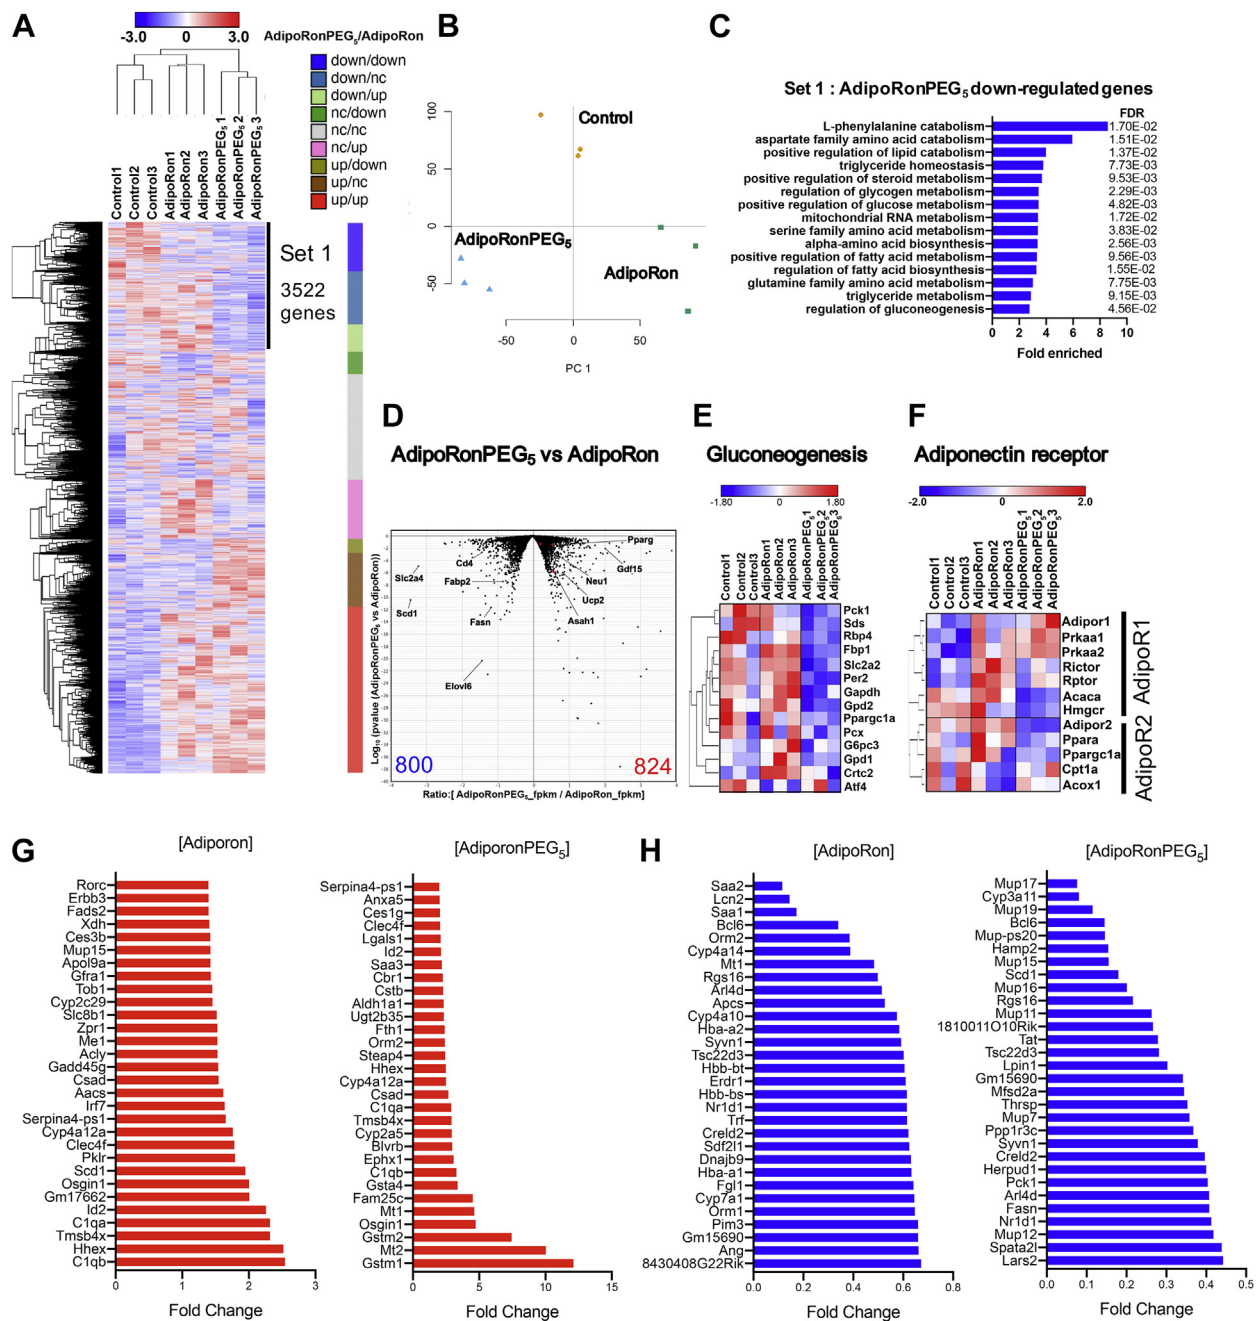 A
-3.0 0 3.0
AdipoRonPEG5/AdipoRon
down/down
down/nc
down/up
nc/down
nc/nc
nc/up
up/down
up/nc
up/up
Control1
Control2
Control3
AdipoRon1
AdipoRon2
AdipoRon3
AdipoRonPEG5 1
AdipoRonPEG5 2
AdipoRonPEG5 3
Set 1
3522
genes
B
100
50
0
-50
Control
AdipoRonPEG5
AdipoRon
-50 0 50
PC 1
C
Set 1 : AdipoRonPEG5 down-regulated genes
FDR
L-phenylalanine catabolism 1.70E-02
aspartate family amino acid catabolism 1.51E-02
positive regulation of lipid catabolism 1.37E-02
triglyceride homeostasis 7.73E-03
positive regulation of steroid metabolism 9.53E-03
regulation of glycogen metabolism 2.29E-03
positive regulation of glucose metabolism 4.82E-03
mitochondrial RNA metabolism 1.72E-02
serine family amino metabolism 3.83E-02
alpha-amino acid biosynthesis 2.56E-03
positive regulation of fatty acid metabolism 9.56E-03
regulation of fatty acid biosynthesis 1.55E-02
glutamine family amino acid metabolism 7.75E-03
triglyceride metabolism 9.15E-03
regulation of gluconeogenesis 4.56E-02
0 2 4 6 8 10
Fold enriched
D
AdipoRonPEG5 vs AdipoRon
Log10 (pvalue (AdipoRonPEG5 vs AdipoRon))
Pparg
Cd4
Gdf15
Slc2a4
Fabp2
Neu1
Ucp2
Scd1
Fasn
Asah1
Elovl6
800
824
Ratio:[ AdipoRonPEG5_fpkm / AdipoRon_fpkm]
E
Gluconeogenesis
-1.80 0 1.80
Control1
Control2
Control3
AdipoRon1
AdipoRon2
AdipoRon3
AdipoRonPEG5 1
AdipoRonPEG5 2
AdipoRonPEG5 3
Pck1
Sds
Rbp4
Fbp1
Slc2a2
Per2
Gapdh
Gpd2
Ppargc1a
Pcx
G6pc3
Gpd1
Crtc2
Atf4
F
Adiponectin receptor
-2.0 0 2.0
Control1
Control2
Control3
AdipoRon1
AdipoRon2
AdipoRon3
AdipoRonPEG5 1
AdipoRonPEG5 2
AdipoRonPEG5 3
Adipor1
Prkaa1
Prkaa2
Rictor
Rptor
Acaca
Hmgcr
Adipor2
Ppara
Ppargc1a
Cpt1a
Acox1
AdipoR1
AdipoR2
G
[Adiporon]
Rorc
Erbb3
Fads2
Xdh
Ces3b
Mup15
Apol9a
Gfra1
Tob1
Cyp2c29
Slc8b1
Zpr1
Me1
Acly
Gadd45g
Csad
Aacs
Irf7
Serpina4-ps1
Cyp4a12a
Clec4f
Pklr
Scd1
Osgin1
Gm17662
Id2
C1qa
Tmsb4x
Hhex
C1qb
0 1 2 3
Fold Change
[AdiporonPEG5]
Serpina4-ps1
Anxa5
Ces1g
Clec4f
Lgals1
Id2
Saa3
Cbr1
Cstb
Aldh1a1
Ugt2b35
Fth1
Orm2
Steap4
Hhex
Cyp4a12a
Csad
C1qa
Tmsb4x
Cyp2a5
Blvrb
Ephx1
C1qb
Gsta4
Fam25c
Mt1
Osgin1
Gstm2
Mt2
Gstm1
0 5 10 15
Fold Change
H
[AdipoRon]
Saa2
Lcn2
Saa1
Bcl6
Orm2
Cyp4a14
Mt1
Rgs16
Arl4d
Apcs
Cyp4a10
Hba-a2
Syvn1
Tsc22d3
Hbb-bt
Erdr1
Hbb-bs
Nr1d1
Trf
Creld2
Sdf2l1
Dnajb9
Hba-a1
Fgl1
Cyp7a1
Orm1
Pim3
Gm15690
Ang
8430408G22Rik
0.0 0.2 0.4 0.6 0.8
Fold Change
[AdipoRonPEG5]
Mup17
Cyp3a11
Mup19
Bcl6
Mup-ps20
Hamp2
Mup15
Scd1
Mup16
Rgs16
Mup11
1810011O10Rik
Tat
Tsc22d3
Lpin1
Gm15690
Mfsd2a
Thrsp
Mup7
Ppp1r3c
Syvn1
Creld2
Herpud1
Pck1
Arl4d
Fasn
Nr1d1
Mup12
Spata2l
Lars2
0.0 0.1 0.2 0.3 0.4 0.5
Fold Change